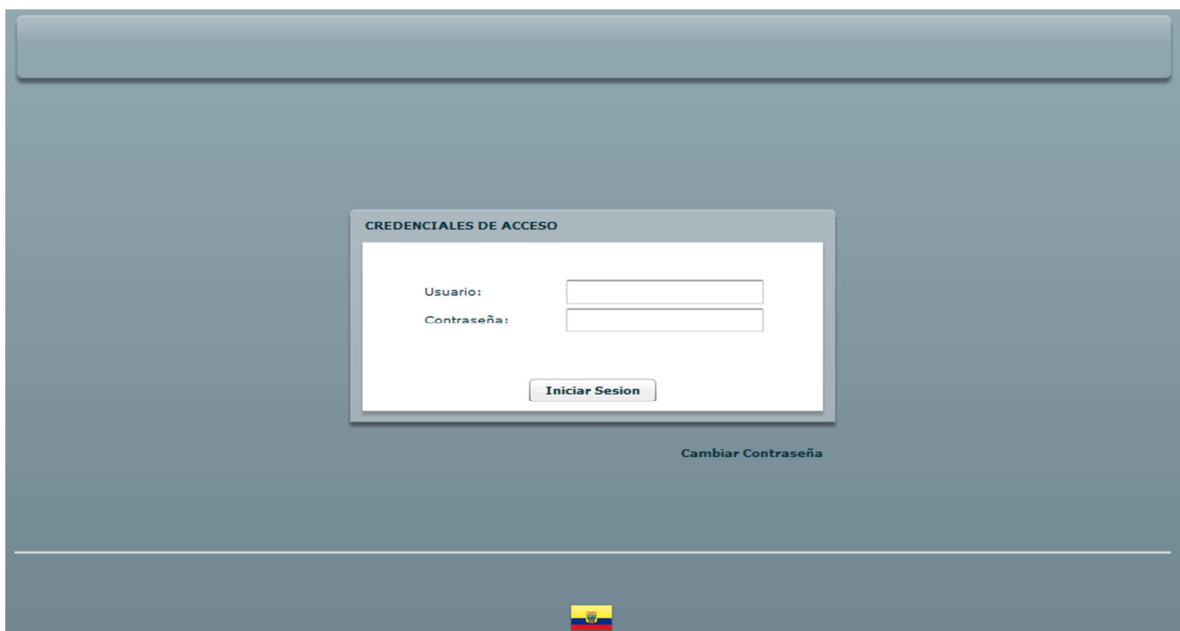 CREDENCIALES DE ACCESO
Usuario:
Contraseña:
Iniciar Sesion
Cambiar Contraseña